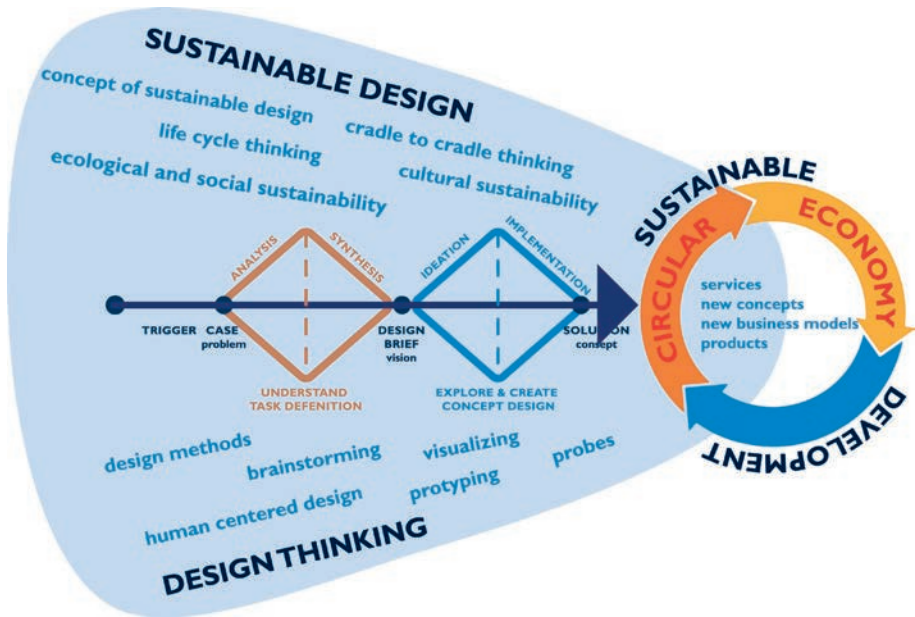 SUSTAINABLE DESIGN
concept of sustainable design
cradle to cradle thinking
life cycle thinking
cultural sustainability
ecological and social sustainability
ANALYSIS
SYNTHESIS
IDEATION
IMPLEMENTATION
TRIGGER
CASE
problem
DESIGN
BRIEF
vision
SOLUTION
concept
UNDERSTAND
TASK DEFENITION
EXPLORE & CREATE
CONCEPT DESIGN
design methods
brainstorming
visualizing
probes
human centered design
protyping
DESIGN THINKING
SUSTAINABLE
DEVELOPMENT
CIRCULAR
ECONOMY
services
new concepts
new business models
products